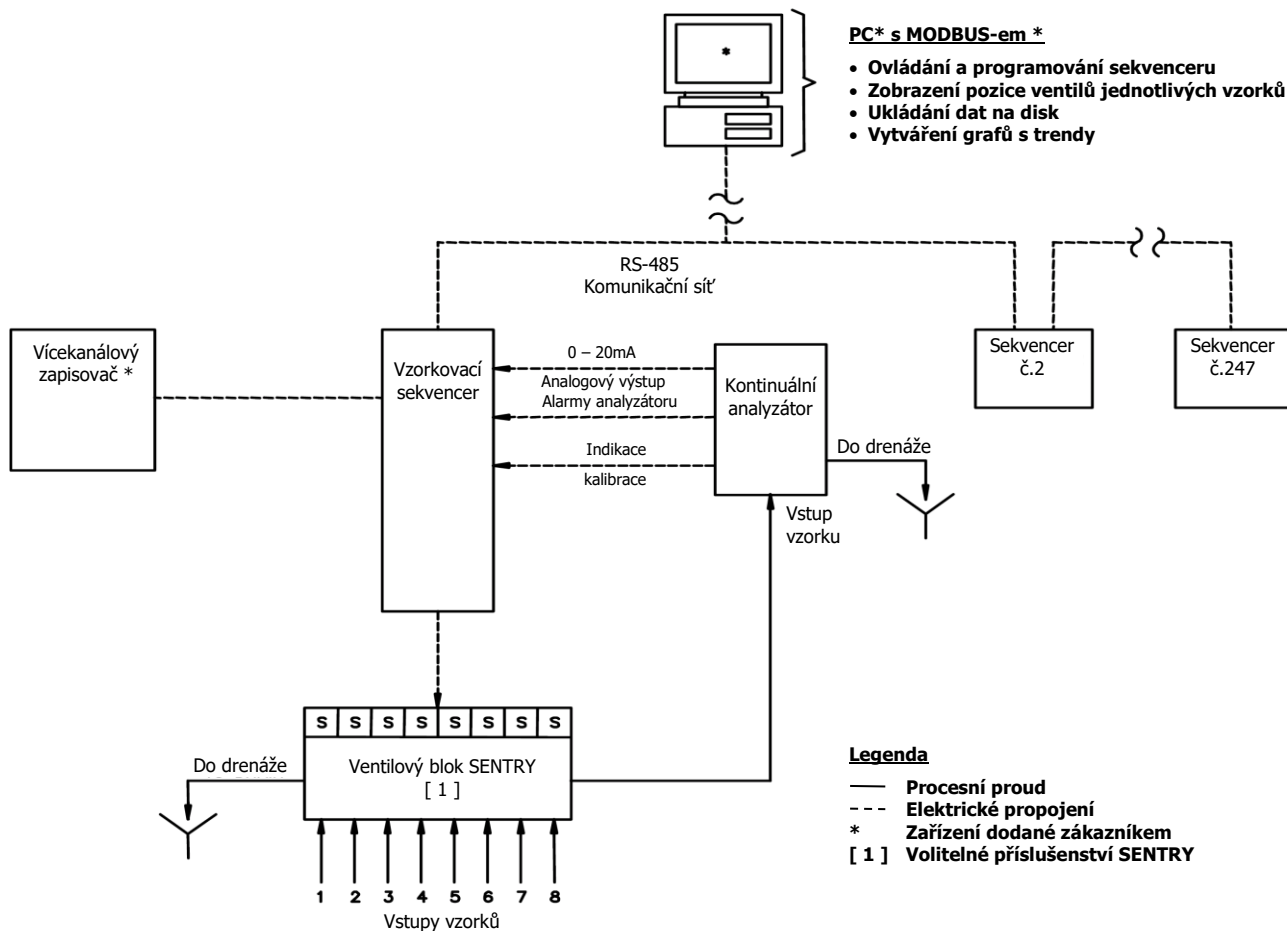 PC* s MODBUS-em *
• Ovládání a programování sekvenceru
• Zobrazení pozice ventilů jednotlivých vzorků
• Ukládání dat na disk
• Vytváření grafů s trendy
*
RS-485
Komunikační síť
Vícekanálový
zapisovač *
Vzorkovací
sekvencer
0 – 20mA
Analogový výstup
Alarmy analyzátoru
Indikace
kalibrace
Kontinuální
analyzátor
Sekvencer
č.2
Sekvencer
č.247
Do drenáže
Vstup
vzorku
S S S S S S S S
Ventilový blok SENTRY
[ 1 ]
Do drenáže
1 2 3 4 5 6 7 8
Vstupy vzorků
Legenda
Procesní proud
Elektrické propojení
* Zařízení dodané zákazníkem
[ 1 ] Volitelné příslušenství SENTRY